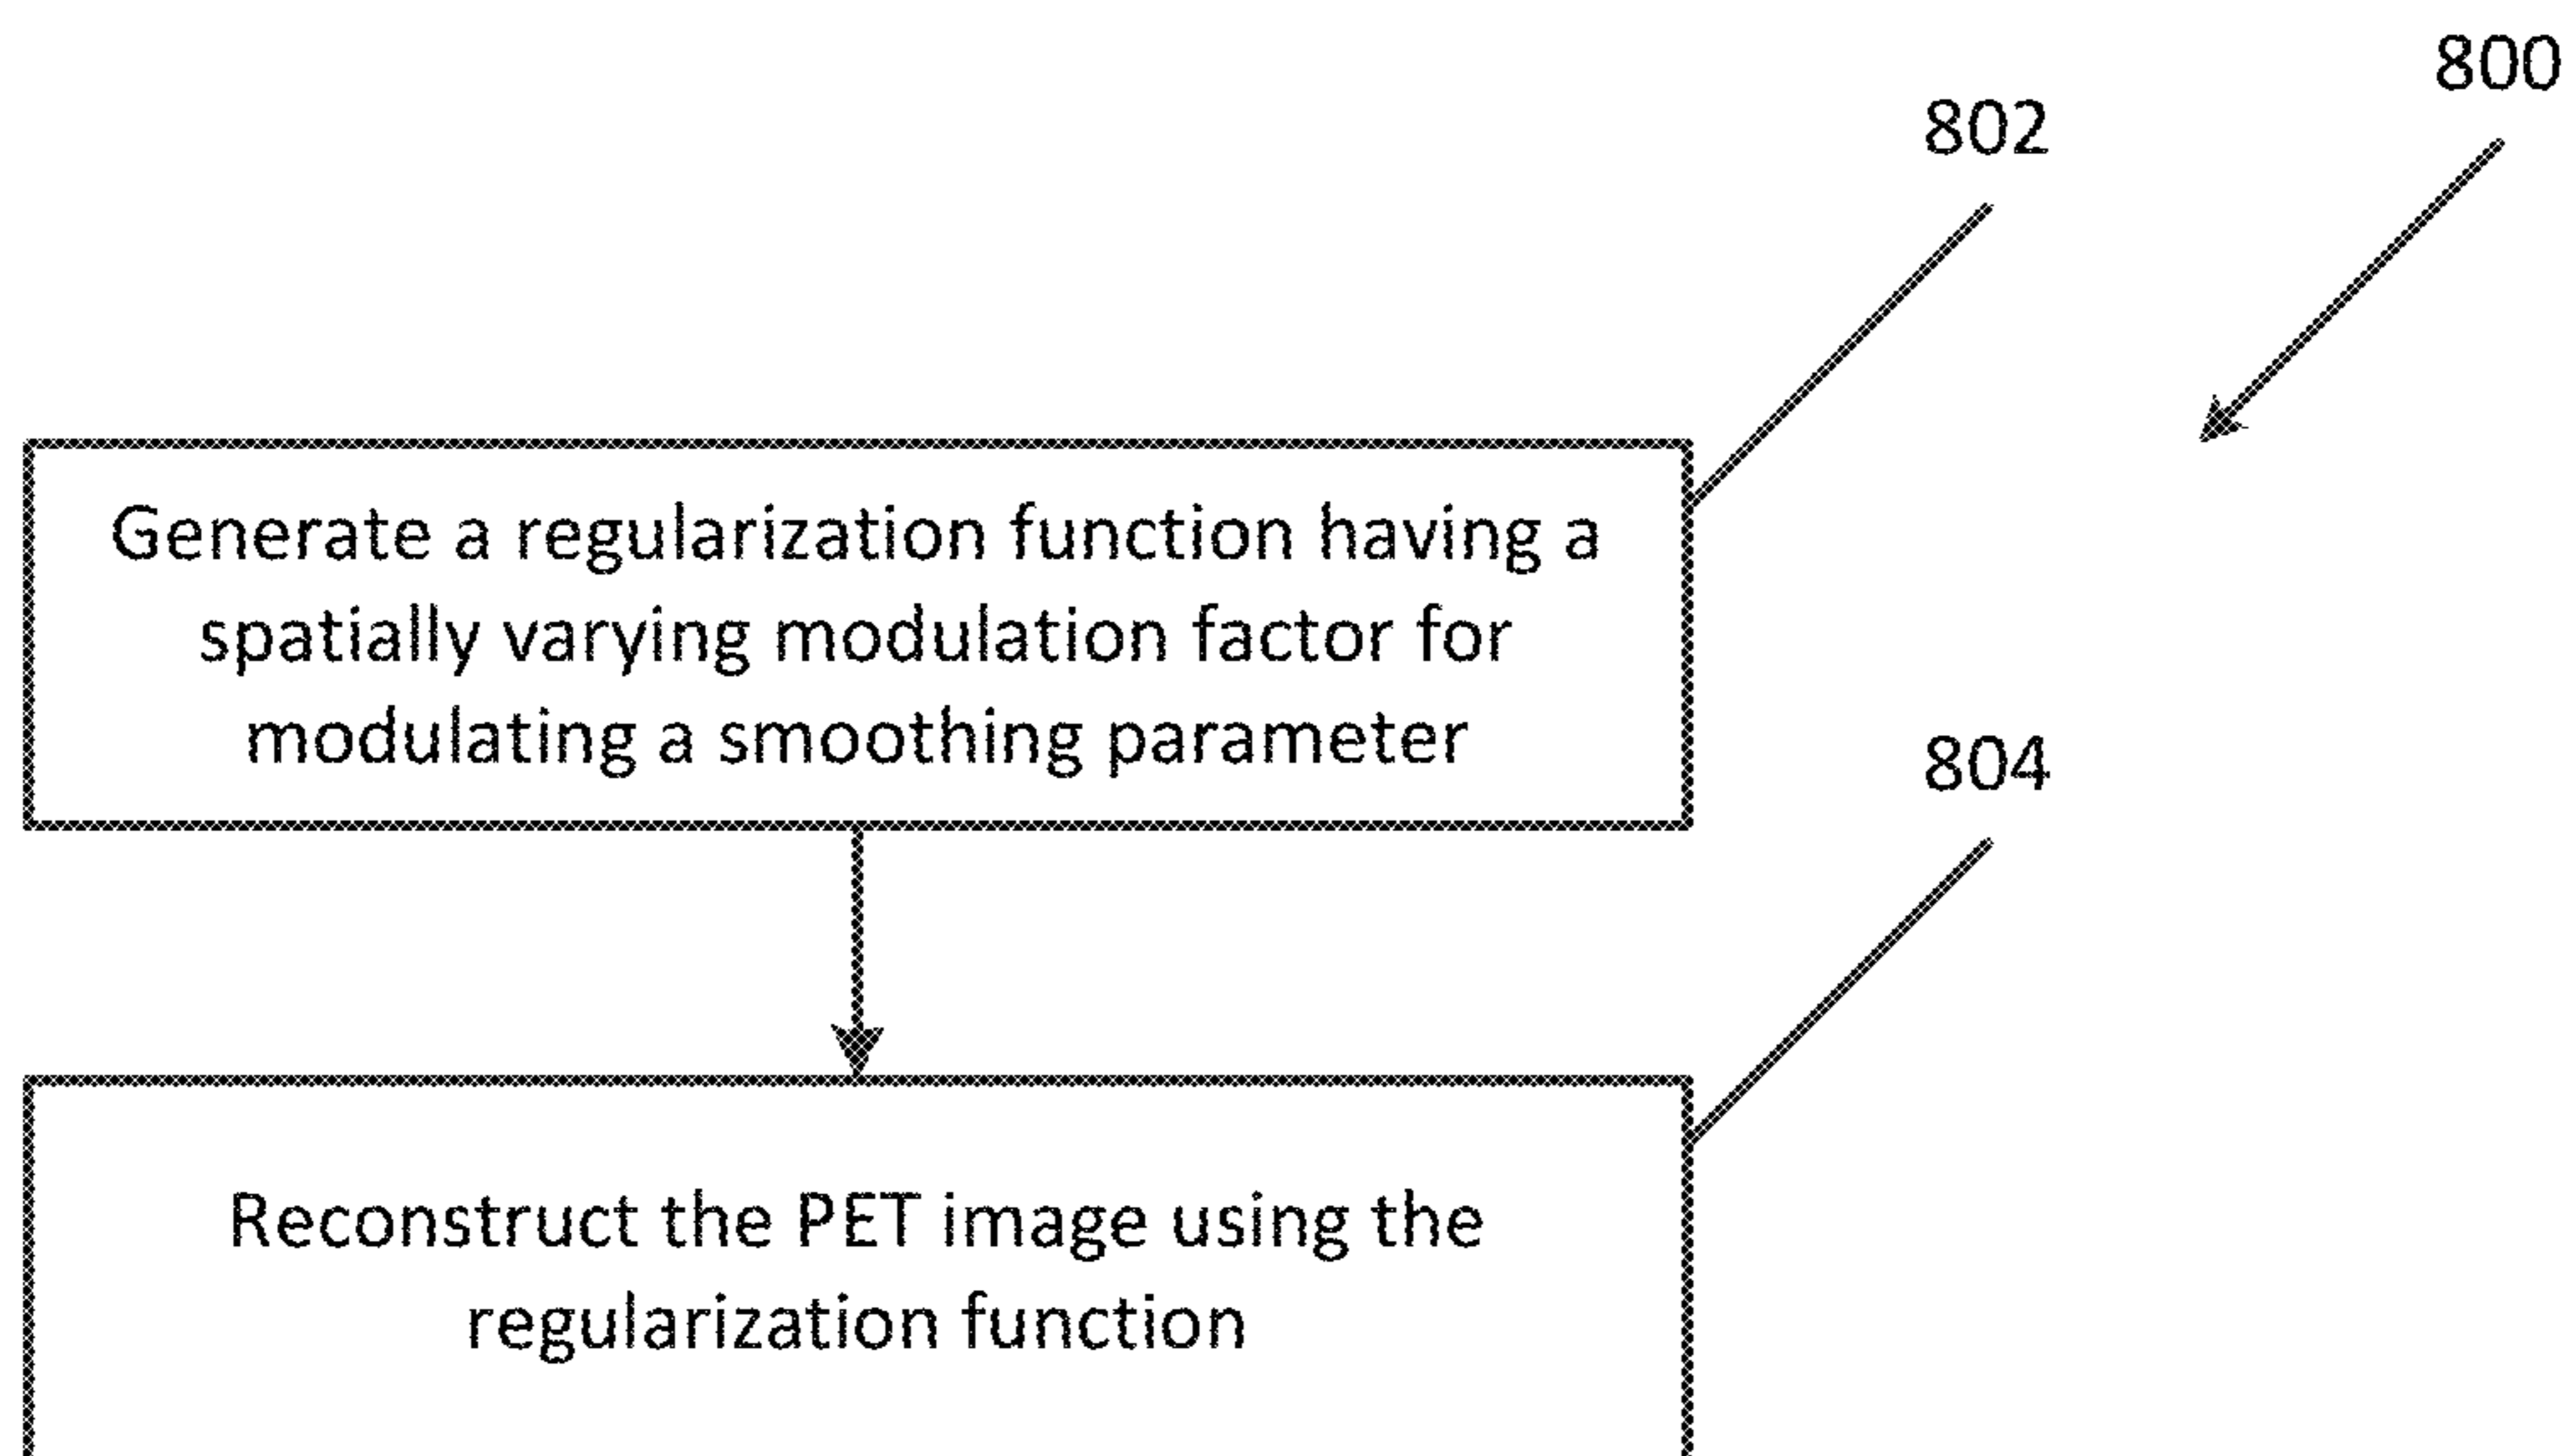 800
802
Generate a regularization function having a
spatially varying modulation factor for
modulating a smoothing parameter
804
Reconstruct the PET image using the
regularization function